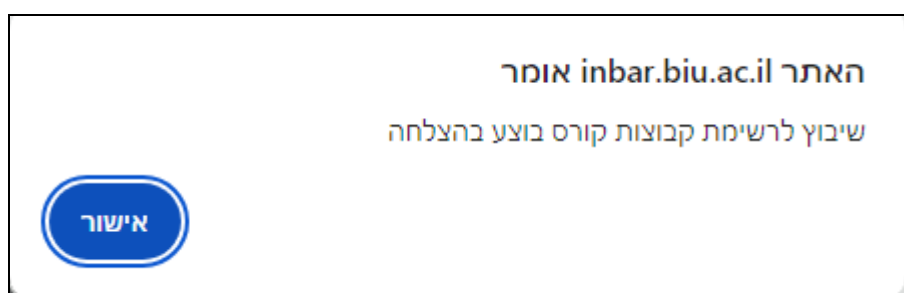 האתר inbar.biu.ac.il אומר
שיבוץ לרשימת קבוצות קורס בוצע בהצלחה
אישור